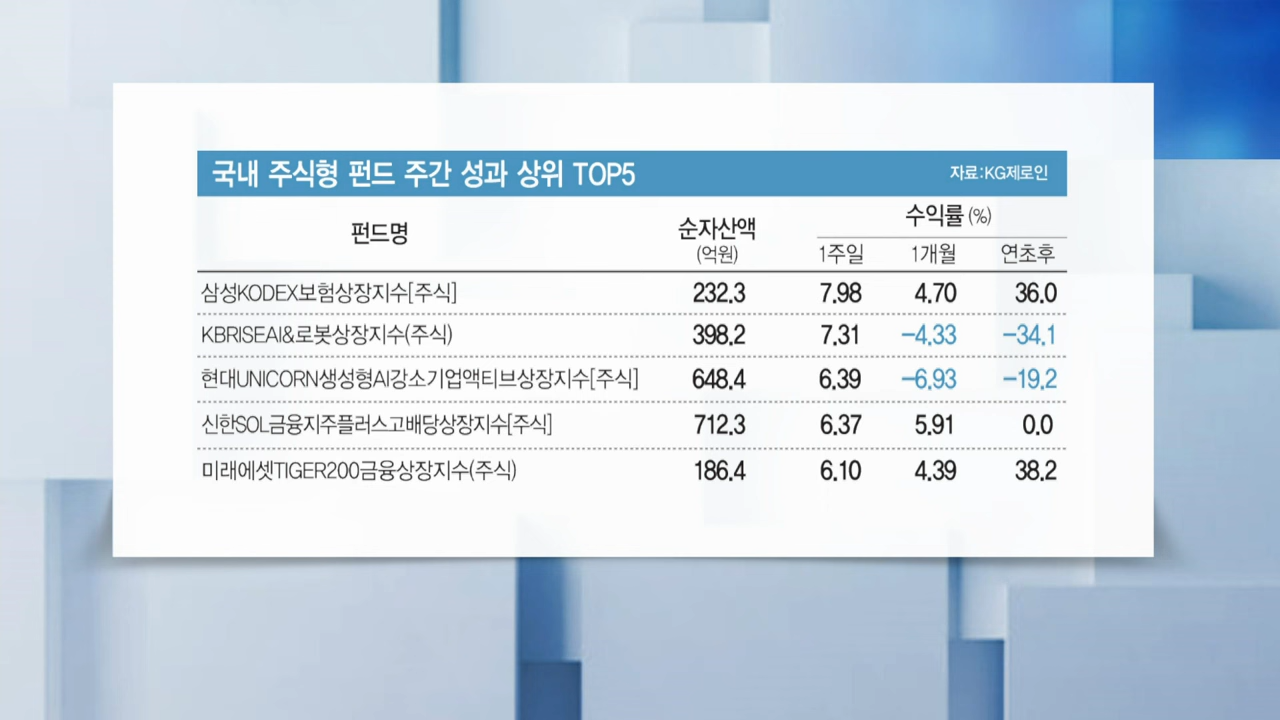 국내 주식형 펀드 주간 성과 상위 TOP5 자료:KG제로인
펀드명 순자산액 (억원) 수익률 (%)
1주일 1개월 연초후
삼성KODEX보험상장지수[주식] 232.3 7.98 4.70 36.0
KBRISEAI&로봇상장지수(주식) 398.2 7.31 -4.33 -34.1
현대UNICORN생성형AI강소기업액티브상장지수[주식] 648.4 6.39 -6.93 -19.2
신한SOL금융지주플러스고배당상장지수[주식] 712.3 6.37 5.91 0.0
미래에셋TIGER200금융상장지수(주식) 186.4 6.10 4.39 38.2